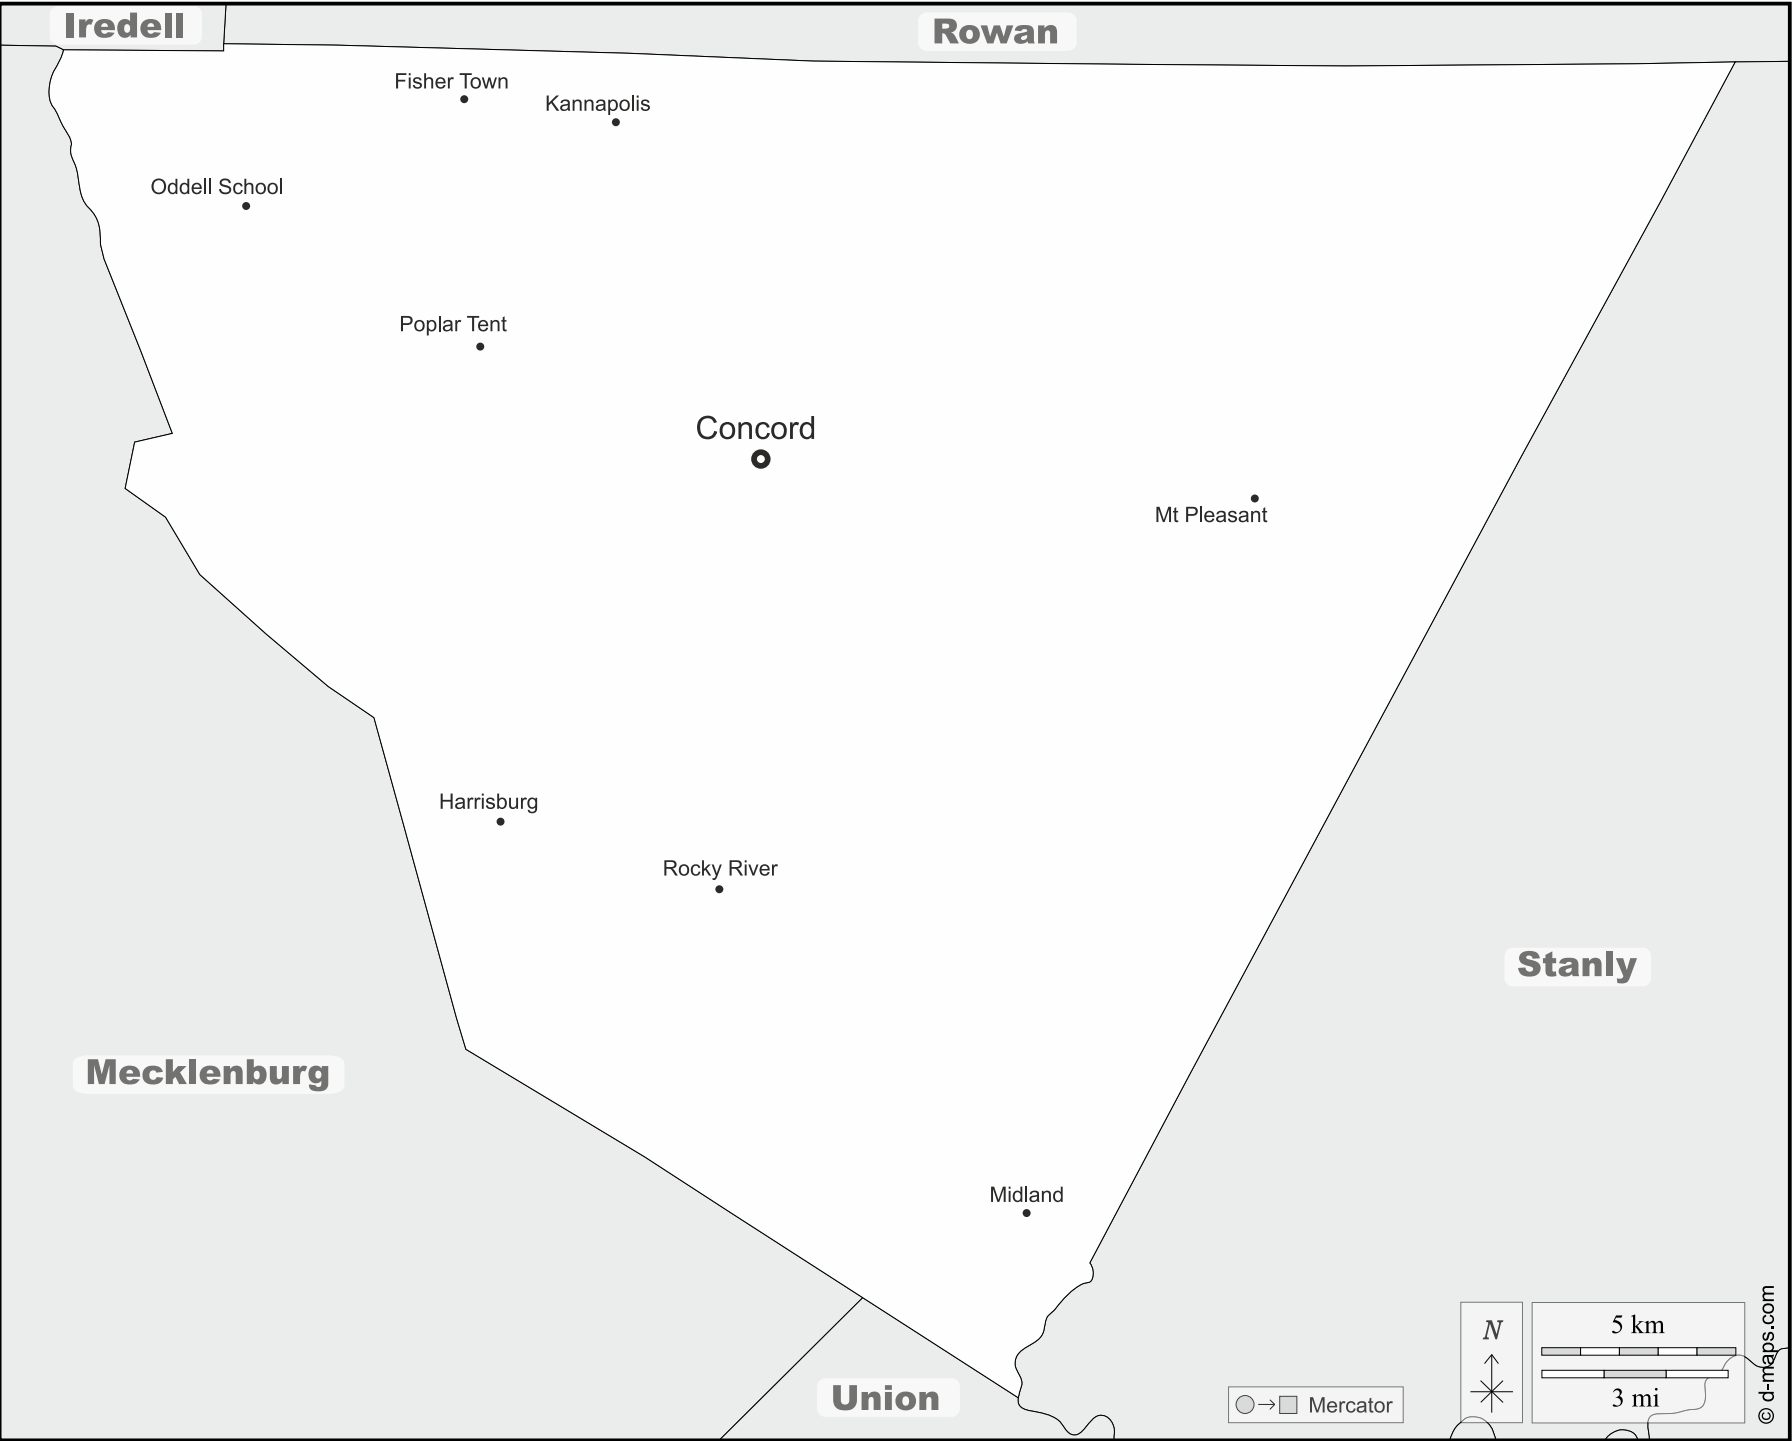 Iredell
Rowan
Fisher Town
Kannapolis
Oddell School
Poplar Tent
Concord
Mt Pleasant
Harrisburg
Rocky River
Stanly
Mecklenburg
Midland
Union
Mercator
N
5 km
3 mi
© d-maps.com